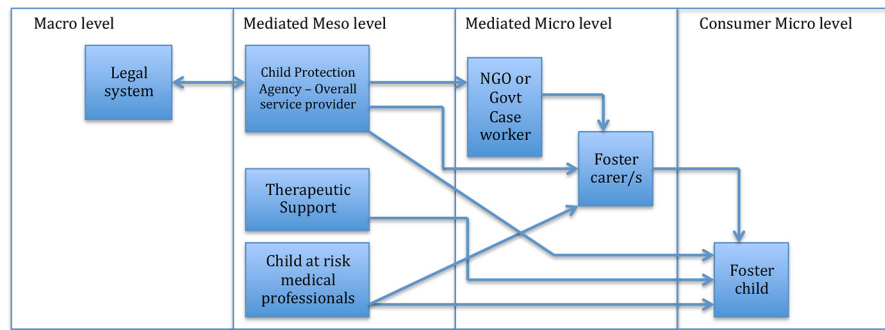 Macro level
Mediated Meso level
Mediated Micro level
Consumer Micro level
Legal
system
Child Protection
Agency – Overall
service provider
NGO or
Govt
Case
worker
Foster
carer/s
Therapeutic
Support
Child at risk
medical
professionals
Foster
child